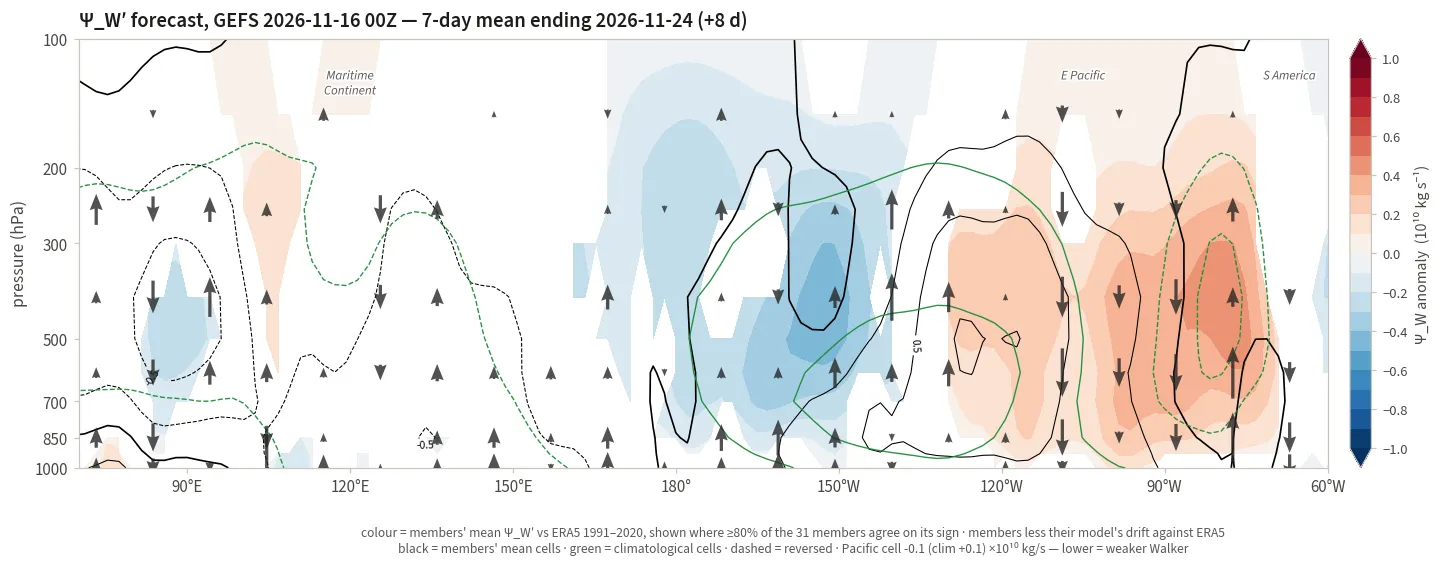 Ψ_W′ forecast, GEFS 2026-11-16 00Z — 7-day mean ending 2026-11-24 (+8 d)
100
200
300
400
500
700
850
1000
pressure (hPa)
Maritime
Continent
E Pacific
S America
0.5
-0.5
90°E
120°E
150°E
180°
150°W
120°W
90°W
60°W
1.0
0.8
0.6
0.4
0.2
0.0
−0.2
−0.4
−0.6
−0.8
−1.0
Ψ_W anomaly (10¹⁰ kg s⁻¹)
colour = members' mean Ψ_W′ vs ERA5 1991–2020, shown where ≥80% of the 31 members agree on its sign · members less their model's drift against ERA5
black = members' mean cells · green = climatological cells · dashed = reversed · Pacific cell -0.1 (clim +0.1) ×10¹⁰ kg/s — lower = weaker Walker